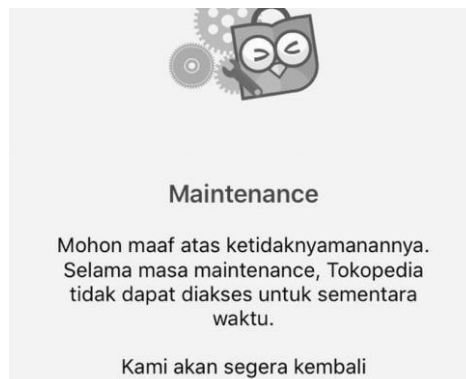 Maintenance
Mohon maaf atas ketidaknyamanannya.
Selama masa maintenance, Tokopedia
tidak dapat diakses untuk sementara
waktu.
Kami akan segera kembali